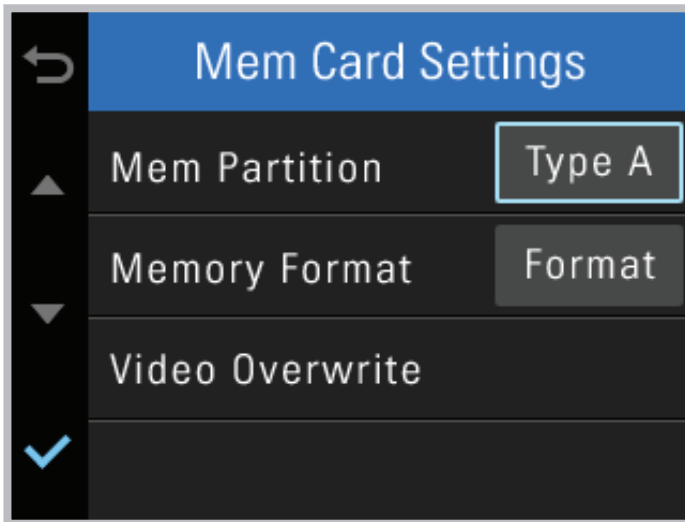 Mem Card Settings
Mem Partition Type A
Memory Format Format
Video Overwrite